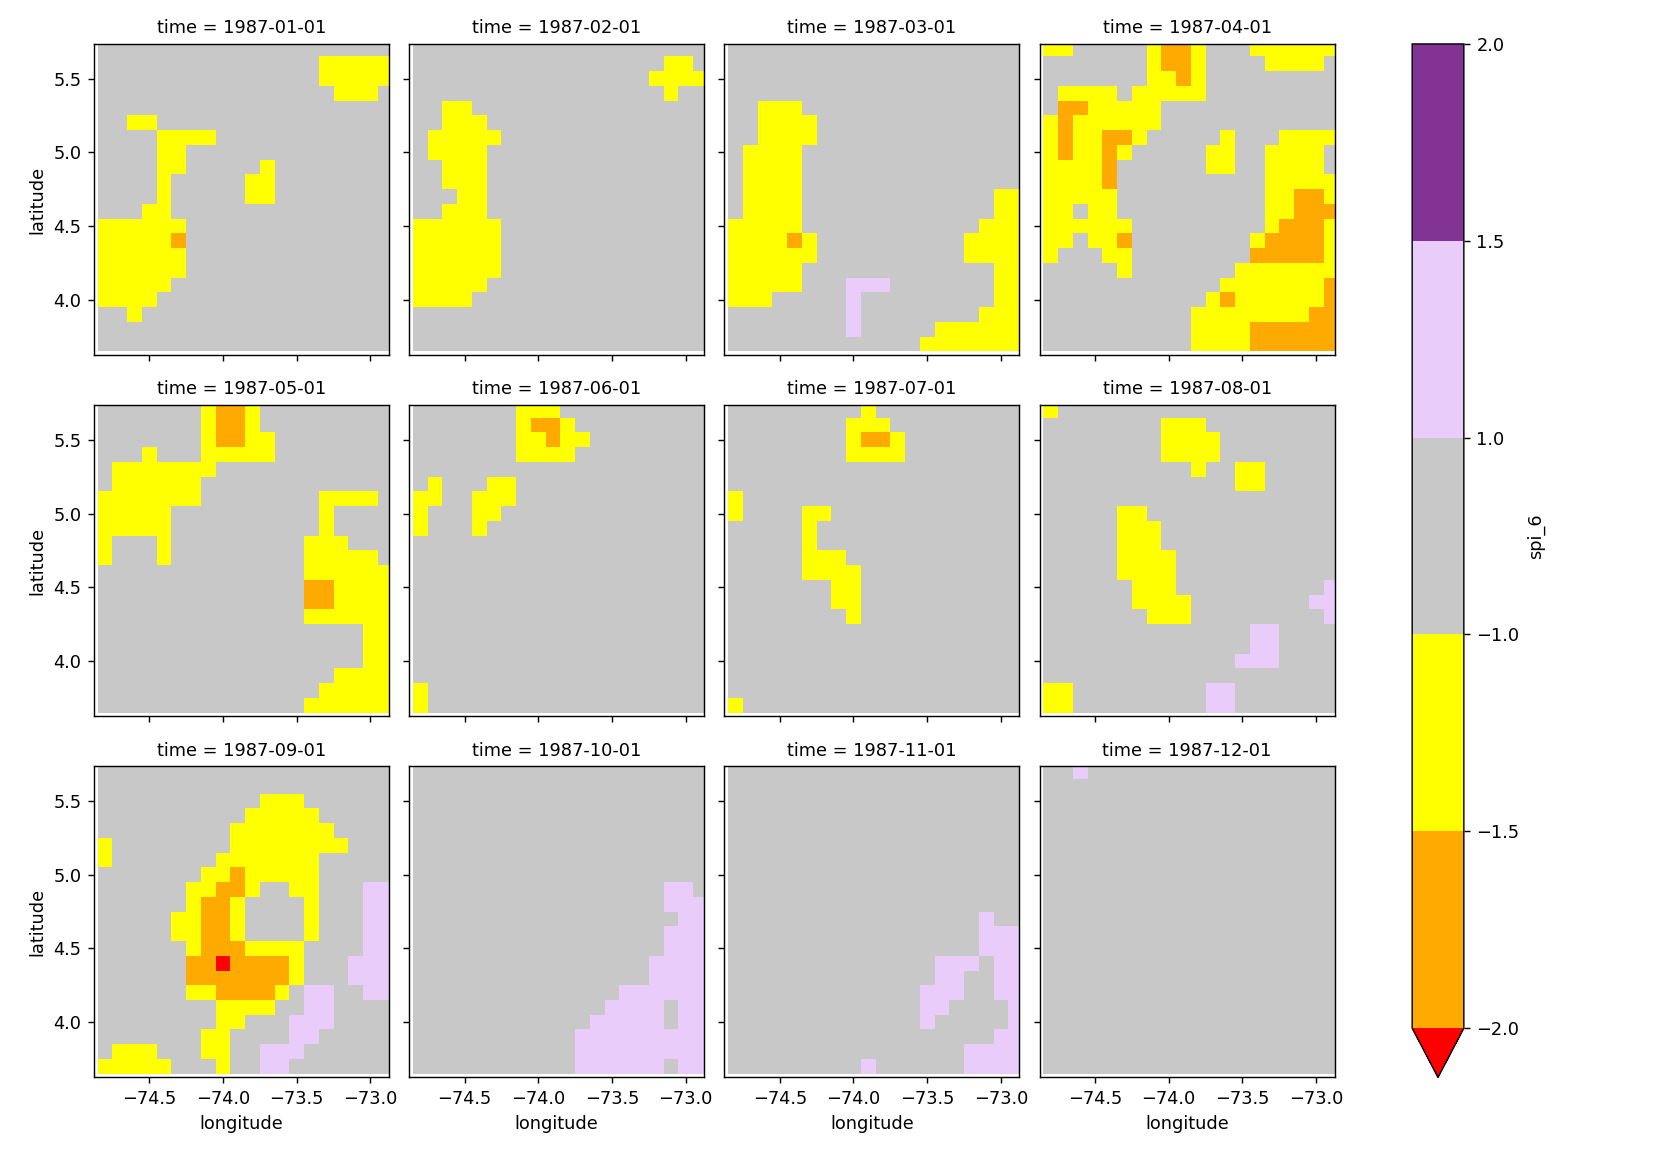 time = 1987-01-01
time = 1987-02-01
time = 1987-03-01
time = 1987-04-01
latitude
5.5
5.0
4.5
4.0
time = 1987-05-01
time = 1987-06-01
time = 1987-07-01
time = 1987-08-01
latitude
5.5
5.0
4.5
4.0
time = 1987-09-01
time = 1987-10-01
time = 1987-11-01
time = 1987-12-01
latitude
5.5
5.0
4.5
4.0
−74.5 −74.0 −73.5 −73.0
longitude
−74.5 −74.0 −73.5 −73.0
longitude
−74.5 −74.0 −73.5 −73.0
longitude
−74.5 −74.0 −73.5 −73.0
longitude
2.0
1.5
1.0
−1.0
−1.5
−2.0
spi_6